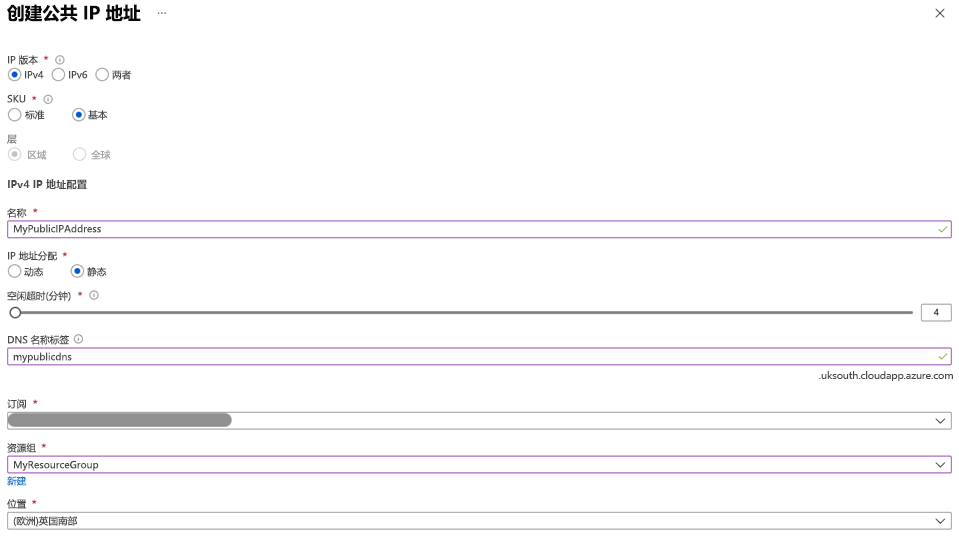 创建公共 IP 地址 ...
IP 版本 *
IPv4 IPv6 两者
SKU *
标准 基本
层
区域 全球
IPv4 IP 地址配置
名称 *
MyPublicIPAddress
IP 地址分配 *
动态 静态
空闲超时(分钟) *
4
DNS 名称标签
mypublicdns
.uksouth.cloudapp.azure.com
订阅 *
资源组 *
MyResourceGroup
新建
位置 *
(欧洲)英国南部